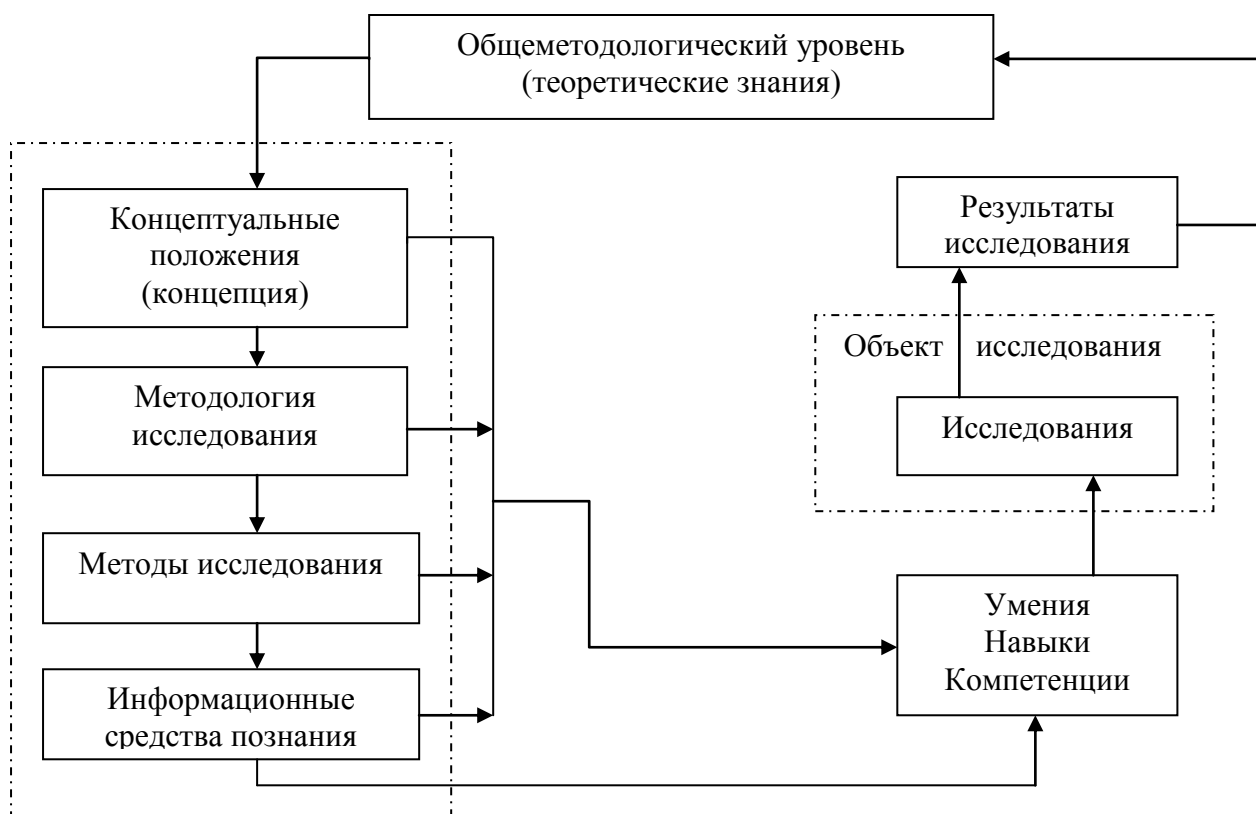 Общеметодологический уровень
(теоретические знания)
Концептуальные
положения
(концепция)
Методология
исследования
Методы исследования
Информационные
средства познания
Результаты
исследования
Объект исследования
Исследования
Умения
Навыки
Компетенции